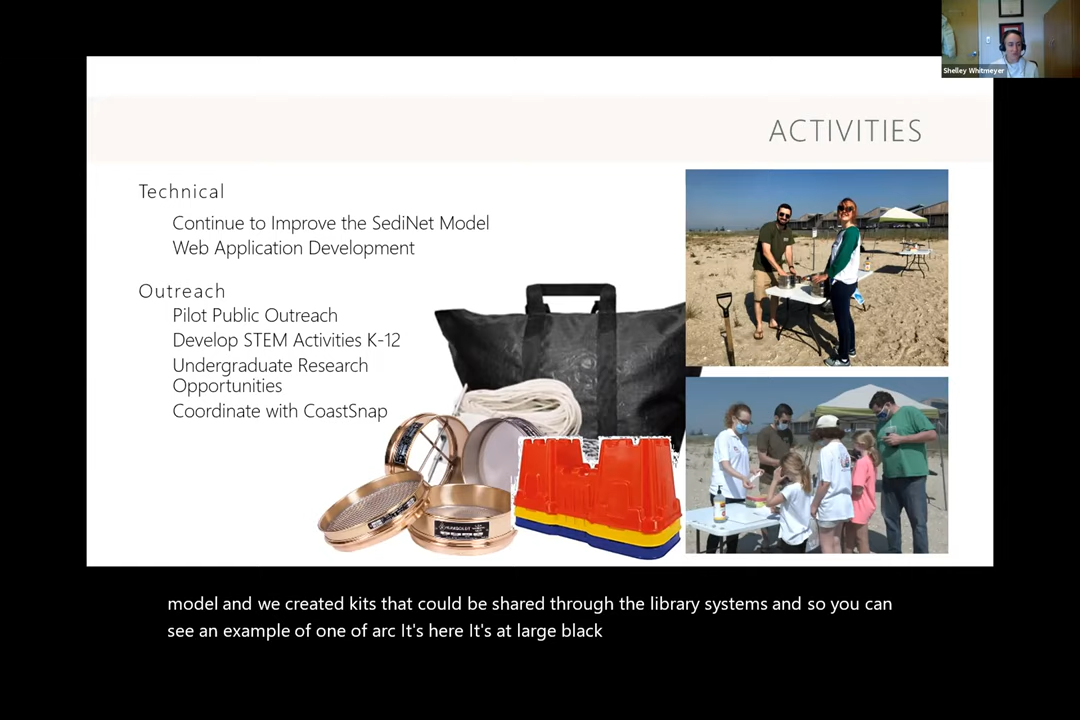 Shelley Whitmeyer
ACTIVITIES
Technical
Continue to Improve the SediNet Model
Web Application Development
Outreach
Pilot Public Outreach
Develop STEM Activities K-12
Undergraduate Research
Opportunities
Coordinate with CoastSnap
HUMBOLDT
model and we created kits that could be shared through the library systems and so you can
see an example of one of arc It's here It's at large black